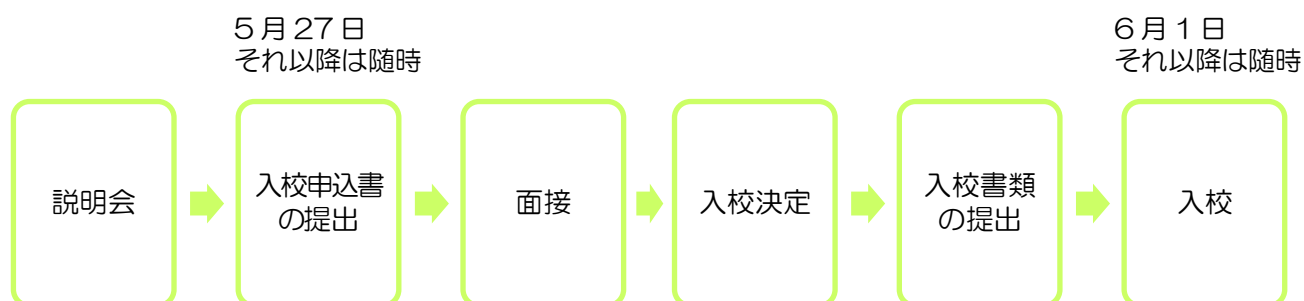 ５月２７日
それ以降は随時
６月１日
それ以降は随時
説明会
入校申込書
の提出
面接
入校決定
入校書類
の提出
入校